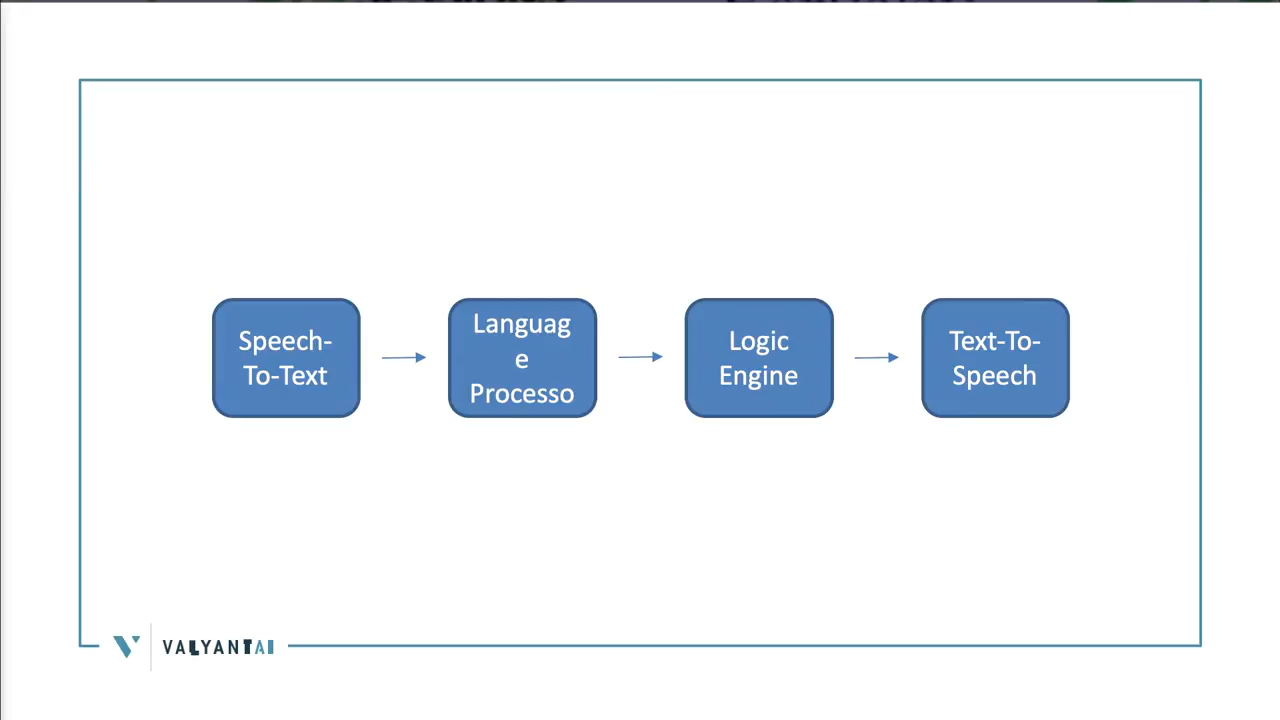 Speech-
To-Text
Languag
e
Processo
Logic
Engine
Text-To-
Speech
VALYANTAI